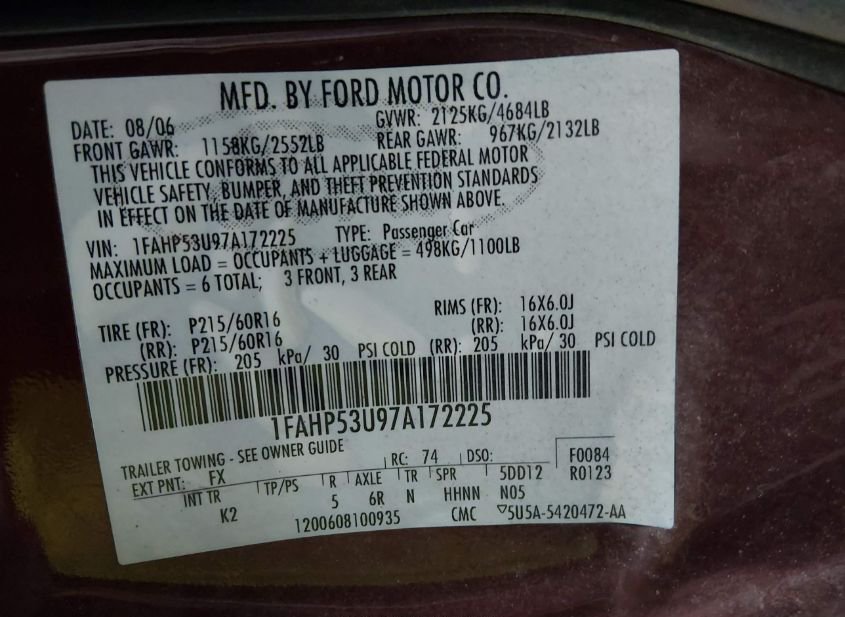 MFD. BY FORD MOTOR CO.
DATE: 08/06 GVWR: 2125KG/4684LB
FRONT GAWR: 1158KG/2552LB REAR GAWR: 967KG/2132LB
THIS VEHICLE CONFORMS TO ALL APPLICABLE FEDERAL MOTOR
VEHICLE SAFETY, BUMPER, AND THEFT PREVENTION STANDARDS
IN EFFECT ON THE DATE OF MANUFACTURE SHOWN ABOVE.
VIN: 1FAHP53U97A172225 TYPE: Passenger Car
MAXIMUM LOAD = OCCUPANTS + LUGGAGE = 498KG/1100LB
OCCUPANTS = 6 TOTAL; 3 FRONT, 3 REAR
TIRE (FR): P215/60R16 RIMS (FR): 16X6.0J
(RR): P215/60R16 (RR): 16X6.0J
PRESSURE (FR): 205 kPa/ 30 PSI COLD (RR): 205 kPa/ 30 PSI COLD
1FAHP53U97A172225
TRAILER TOWING - SEE OWNER GUIDE RC: 74 DSO: F0084
EXT PNT: FX 5DD12 R0123
INT TR TP/PS R AXLE TR SPR
K2 5 6R N HHNN N05
1200608100935 CMC ▽5U5A-5420472-AA